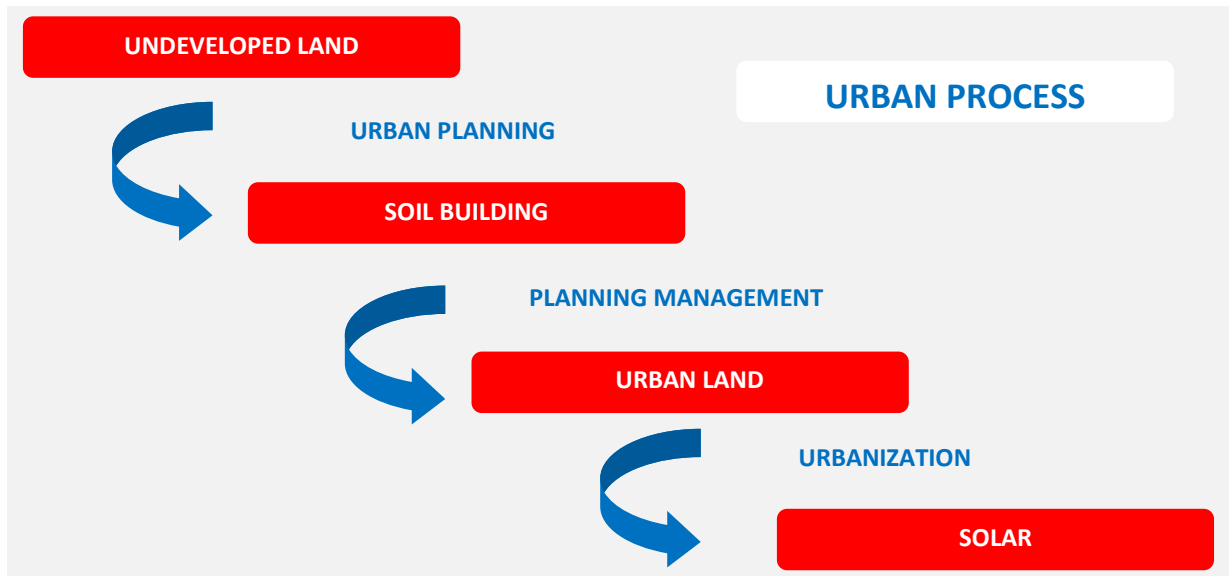 UNDEVELOPED LAND
URBAN PROCESS
URBAN PLANNING
SOIL BUILDING
PLANNING MANAGEMENT
URBAN LAND
URBANIZATION
SOLAR